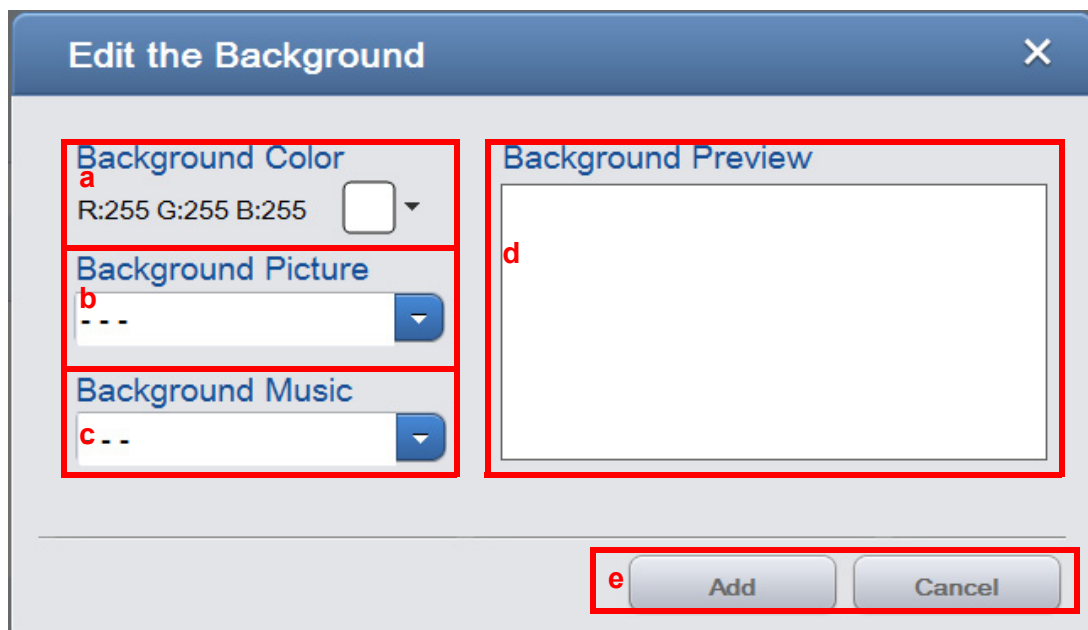 Edit the Background
Background Color
a
R:255 G:255 B:255
Background Picture
b
---
Background Music
c
---
Background Preview
d
e
Add
Cancel